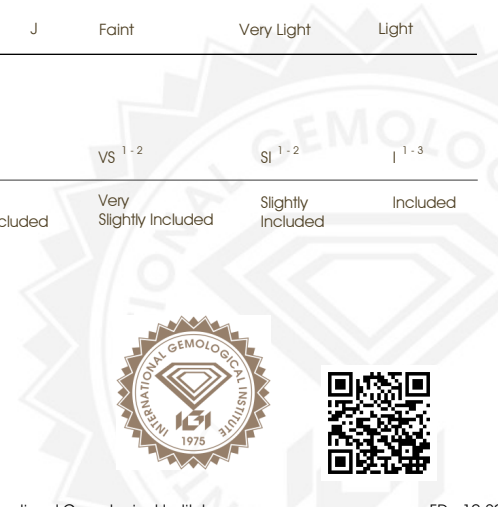 J Faint Very Light Light
VS 1 - 2 SI 1 - 2 I 1 - 3
Very Slightly Included
Slightly Included
Included
INTERNATIONAL GEMOLOGICAL INSTITUTE
IGI
1975